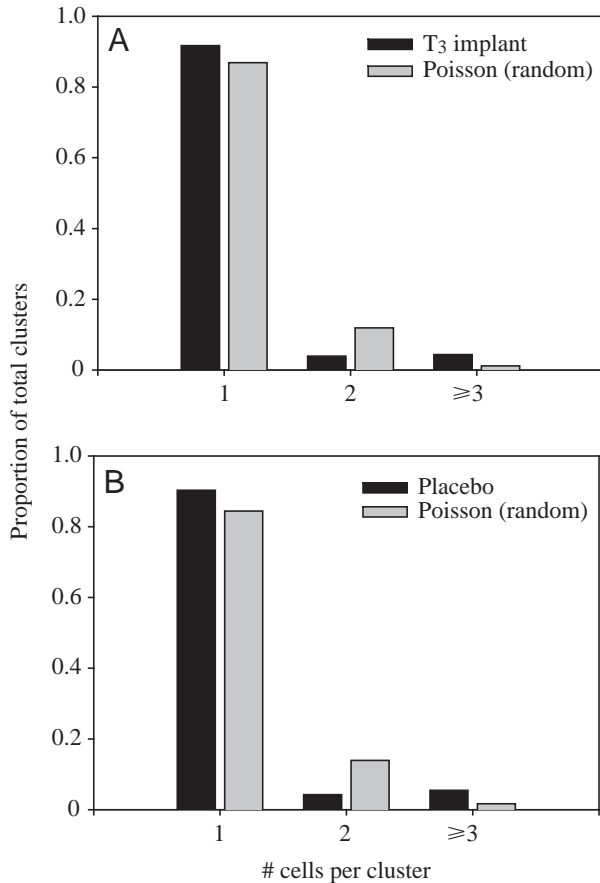 A
T3 implant
Poisson (random)
0.8
0.6
0.4
0.2
0
1 2 ≥3
Proportion of total clusters
B
1.0
Placebo
Poisson (random)
0.8
0.6
0.4
0.2
0
1 2 ≥3
# cells per cluster